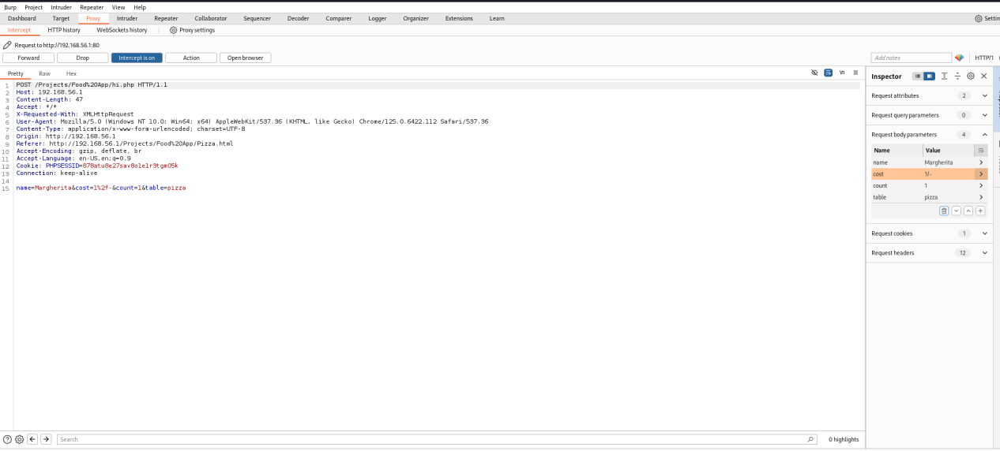 Burp Project Intruder Repeater View Help
Dashboard Target Proxy Intruder Repeater Collaborator Sequencer Decoder Comparer Logger Organizer Extensions Learn
Intercept HTTP history WebSockets history Proxy settings
Request to http://192.168.56.1:80
Forward Drop Intercept is on Action Open browser Add notes HTTP/1
Pretty Raw Hex \n
1 POST /Projects/Food%20App/hi.php HTTP/1.1
2 Host: 192.168.56.1
3 Content-Length: 47
4 Accept: */*
5 X-Requested-With: XMLHttpRequest
6 User-Agent: Mozilla/5.0 (Windows NT 10.0; Win64; x64) AppleWebKit/537.36 (KHTML, like Gecko) Chrome/125.0.6422.112 Safari/537.36
7 Content-Type: application/x-www-form-urlencoded; charset=UTF-8
8 Origin: http://192.168.56.1
9 Referer: http://192.168.56.1/Projects/Food%20App/Pizza.html
10 Accept-Encoding: gzip, deflate, br
11 Accept-Language: en-US,en;q=0.9
12 Cookie: PHPSESSID=878atu8e27sav8o1e1r3tgm05k
13 Connection: keep-alive
14
15 name=Margherita&cost=1%2f-&count=1&table=pizza
Inspector
Request attributes 2
Request query parameters 0
Request body parameters 4
Name Value
name Margherita
cost 1/-
count 1
table pizza
Request cookies 1
Request headers 12
Search 0 highlights